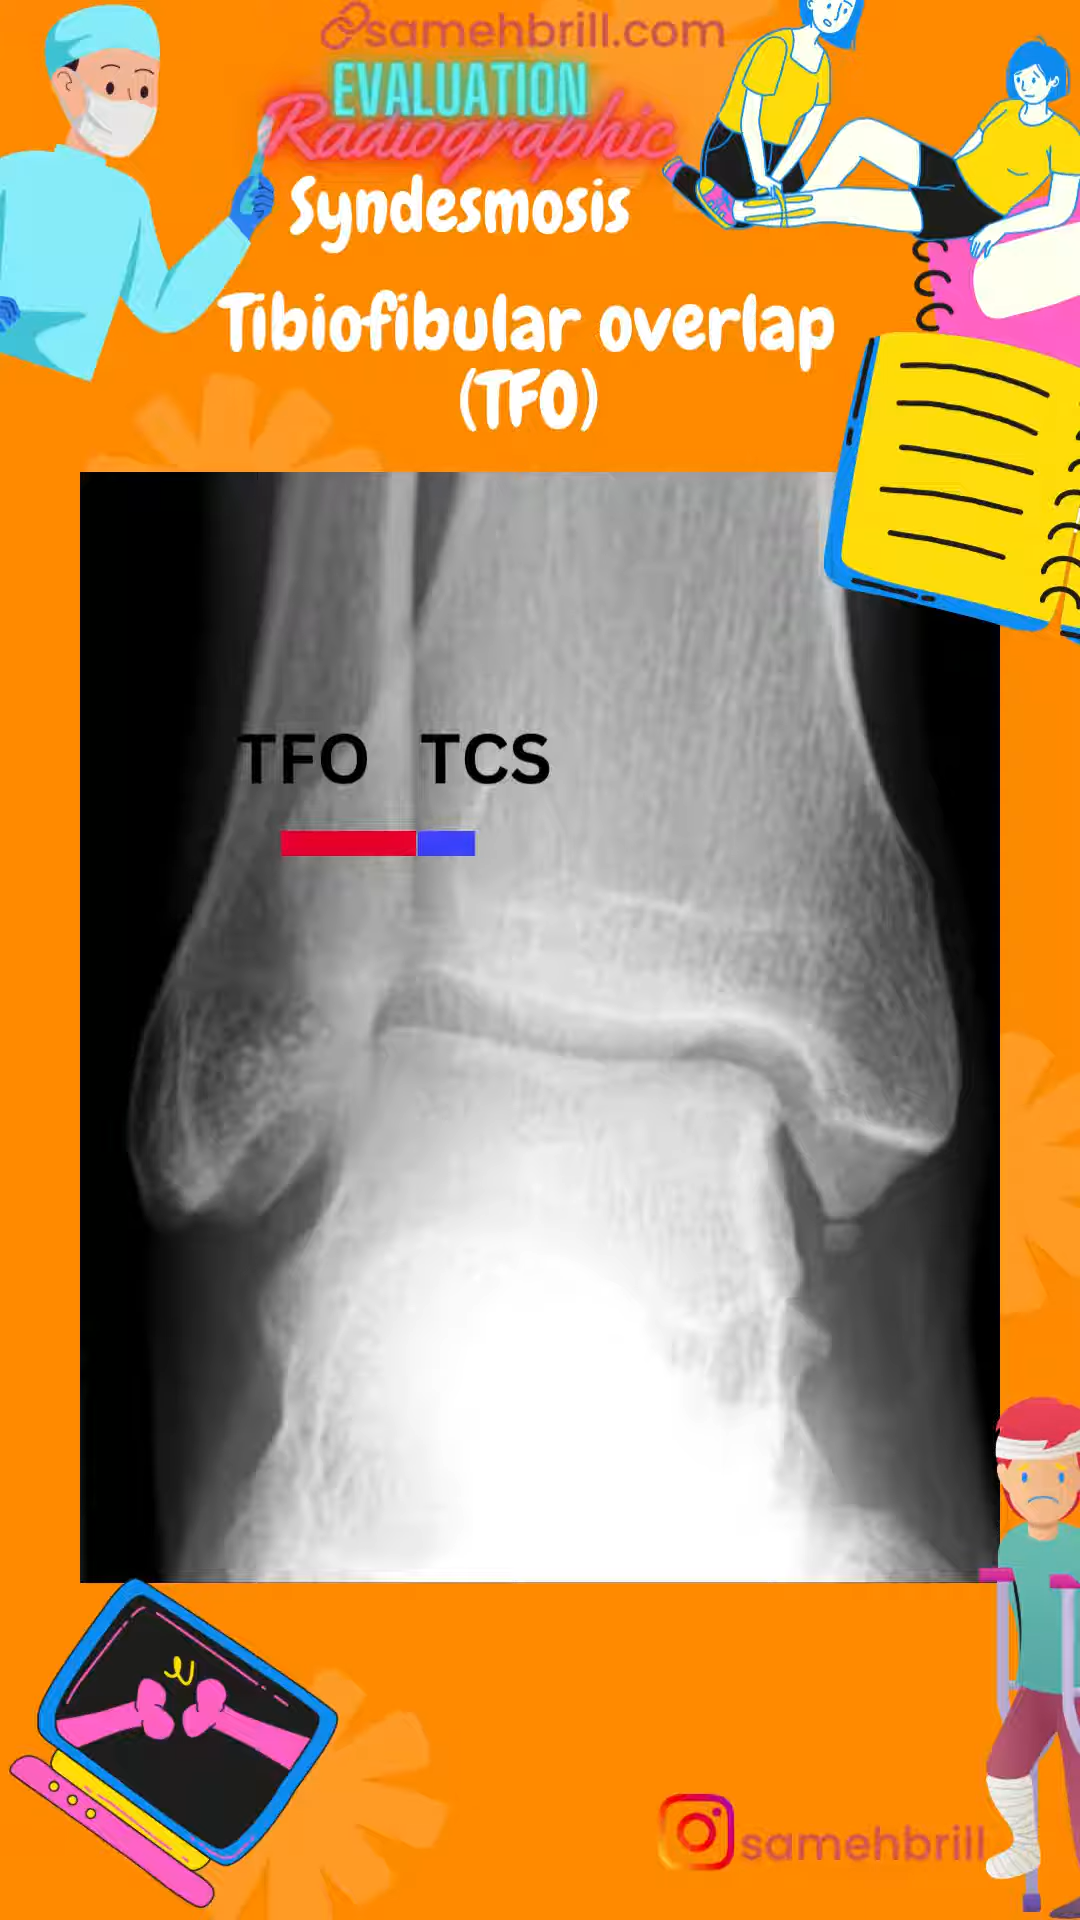 samehbrill.com
EVALUATION
Radiographic
Syndesmosis
Tibiofibular overlap
(TFO)
TFO TCS
samehbrill